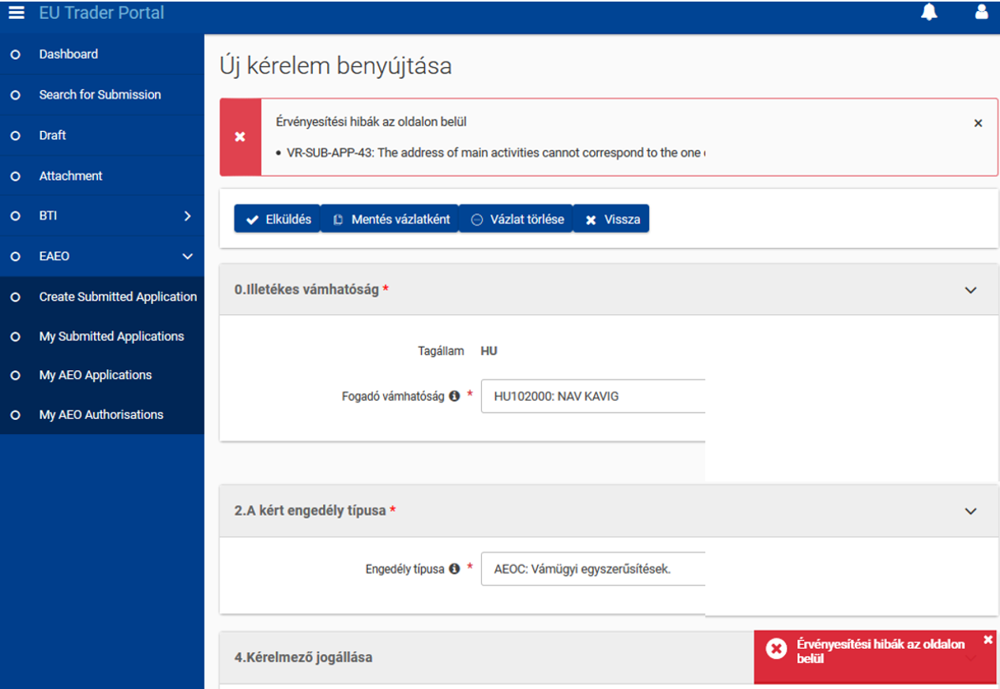 EU Trader Portal
Dashboard
Search for Submission
Draft
Attachment
BTI
EAEO
Create Submitted Application
My Submitted Applications
My AEO Applications
My AEO Authorisations
Új kérelem benyújtása
Érvényesítési hibák az oldalon belül
• VR-SUB-APP-43: The address of main activities cannot correspond to the one
Elküldés Mentés vázlatként Vázlat törlése Vissza
0.Illetékes vámhatóság *
Tagállam HU
Fogadó vámhatóság * HU102000: NAV KAVIG
2.A kért engedély típusa *
Engedély típusa * AEOC: Vámügyi egyszerűsítések.
4.Kérelmező jogállása
Érvényesítési hibák az oldalon
belül